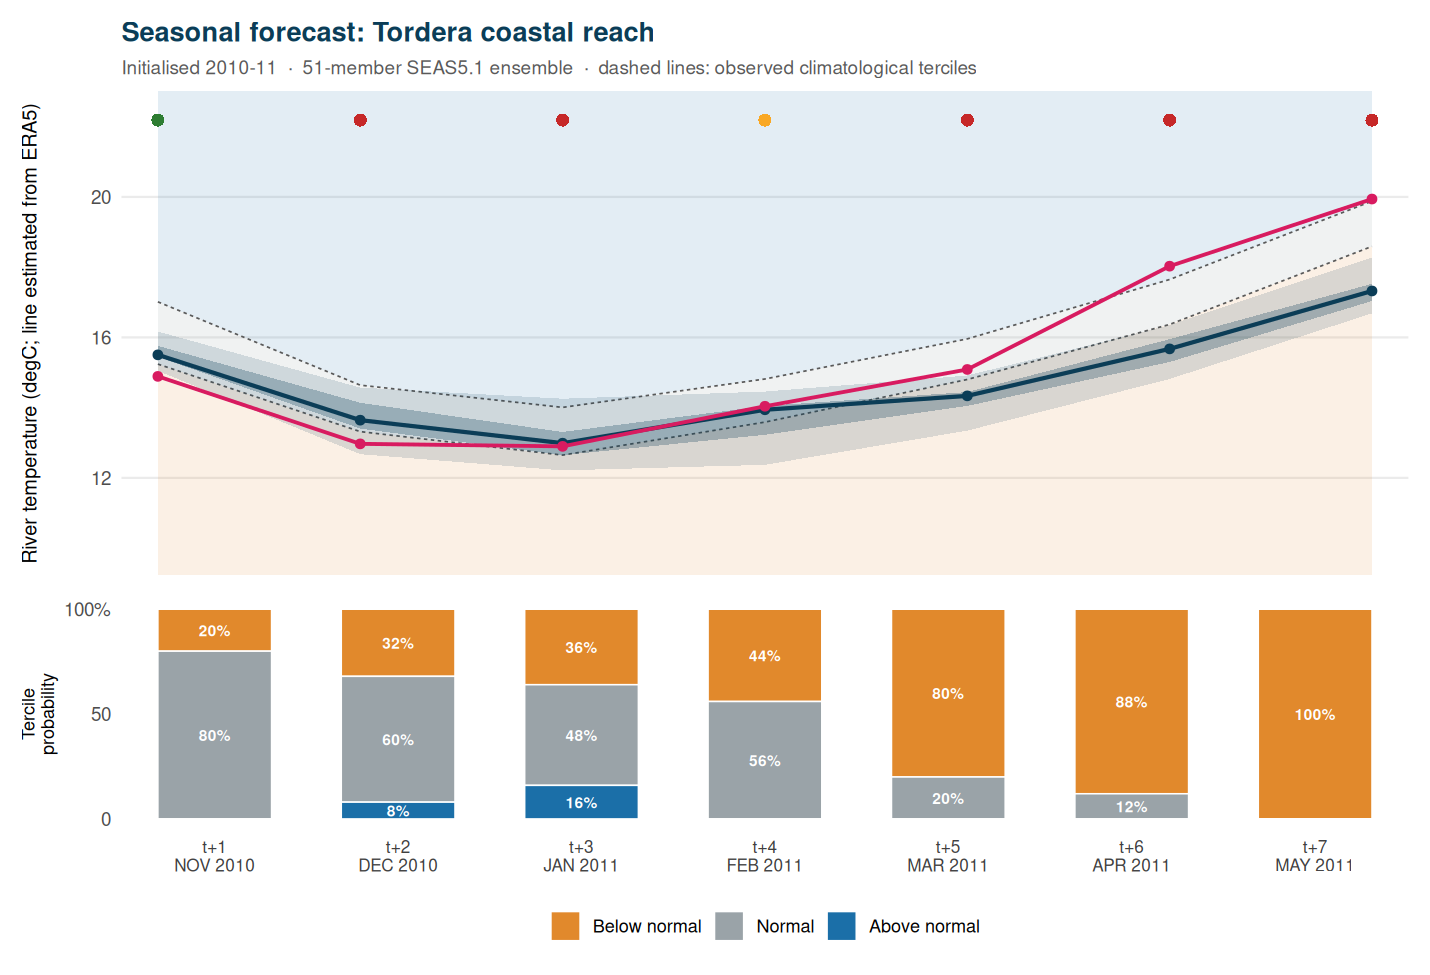 Seasonal forecast: Tordera coastal reach
Initialised 2010-11 · 51-member SEAS5.1 ensemble · dashed lines: observed climatological terciles
River temperature (degC; line estimated from ERA5)
20
16
12
Tercile
probability
100%
50
0
20%
80%
32%
60%
8%
36%
48%
16%
44%
56%
80%
20%
88%
12%
100%
t+1
NOV 2010
t+2
DEC 2010
t+3
JAN 2011
t+4
FEB 2011
t+5
MAR 2011
t+6
APR 2011
t+7
MAY 2011
Below normal
Normal
Above normal